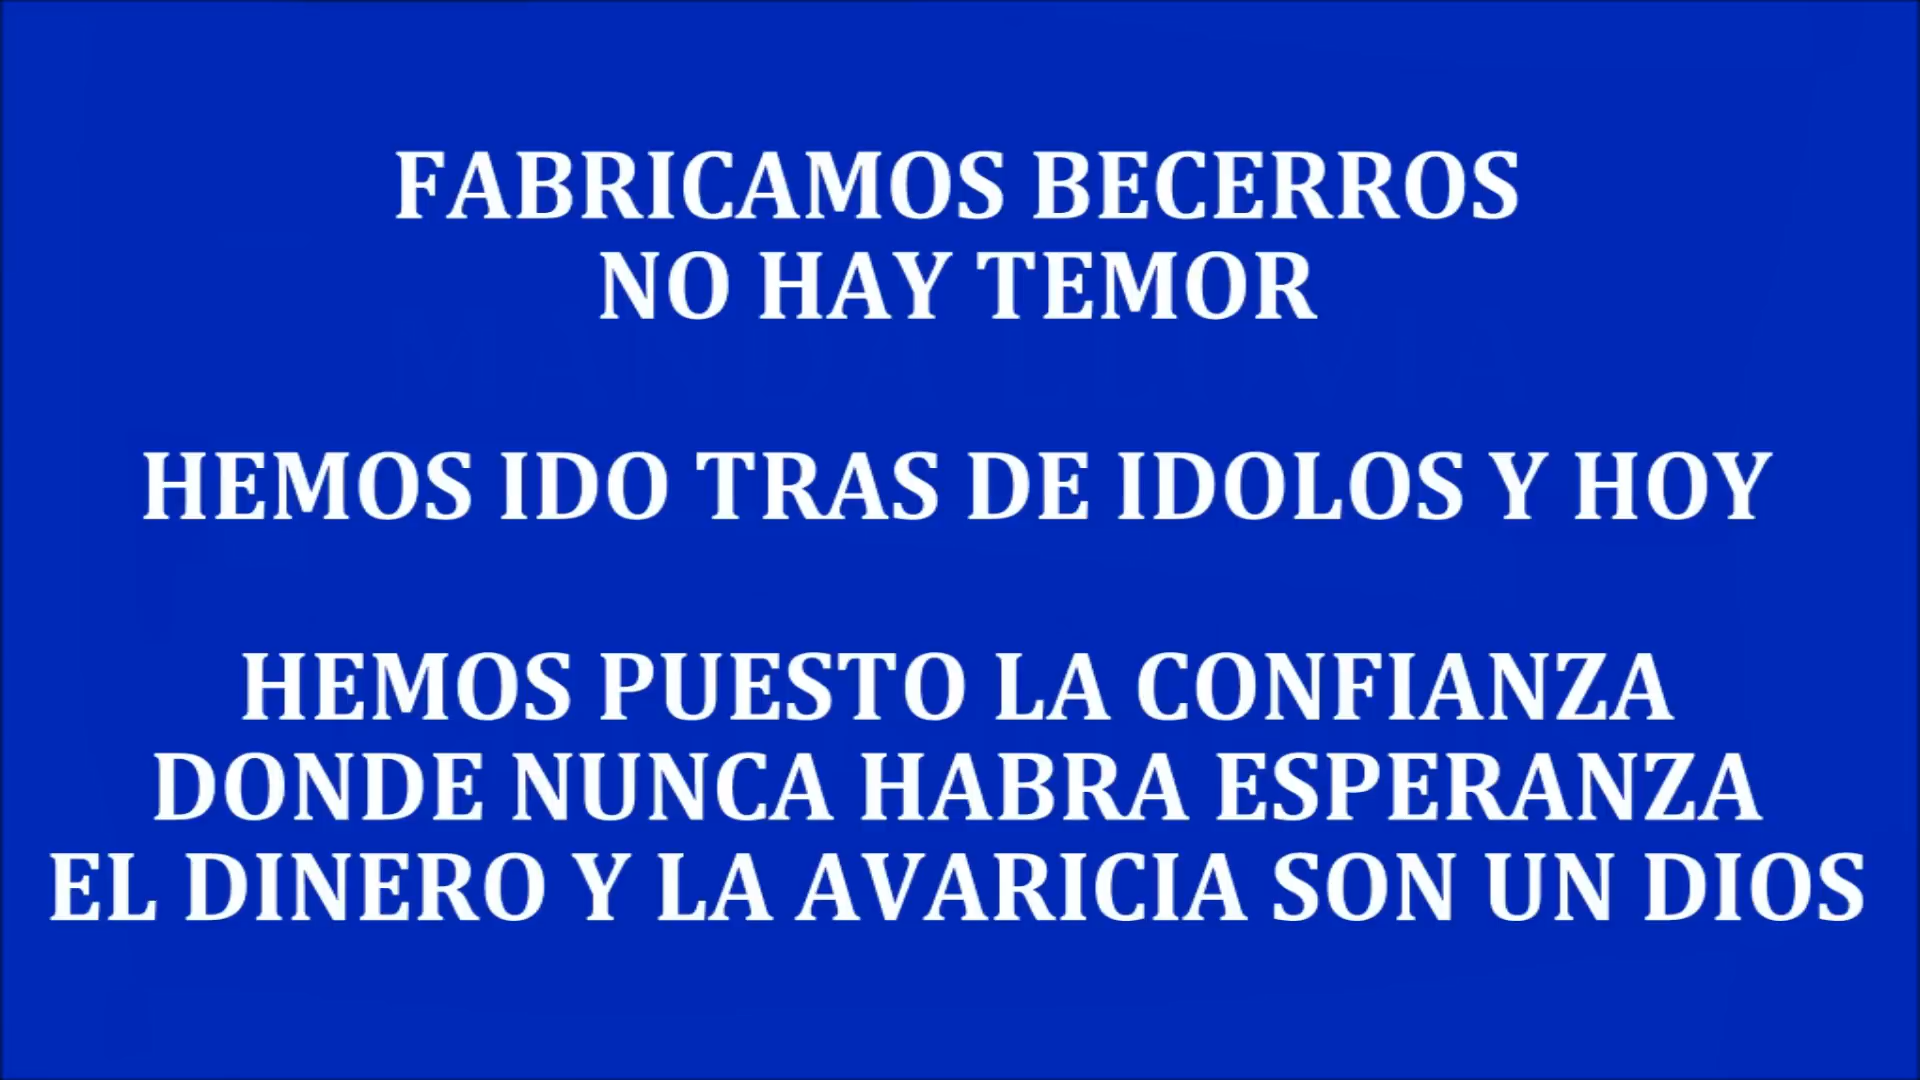 FABRICAMOS BECERROS
NO HAY TEMOR
HEMOS IDO TRAS DE IDOLOS Y HOY
HEMOS PUESTO LA CONFIANZA
DONDE NUNCA HABRA ESPERANZA
EL DINERO Y LA AVARICIA SON UN DIOS